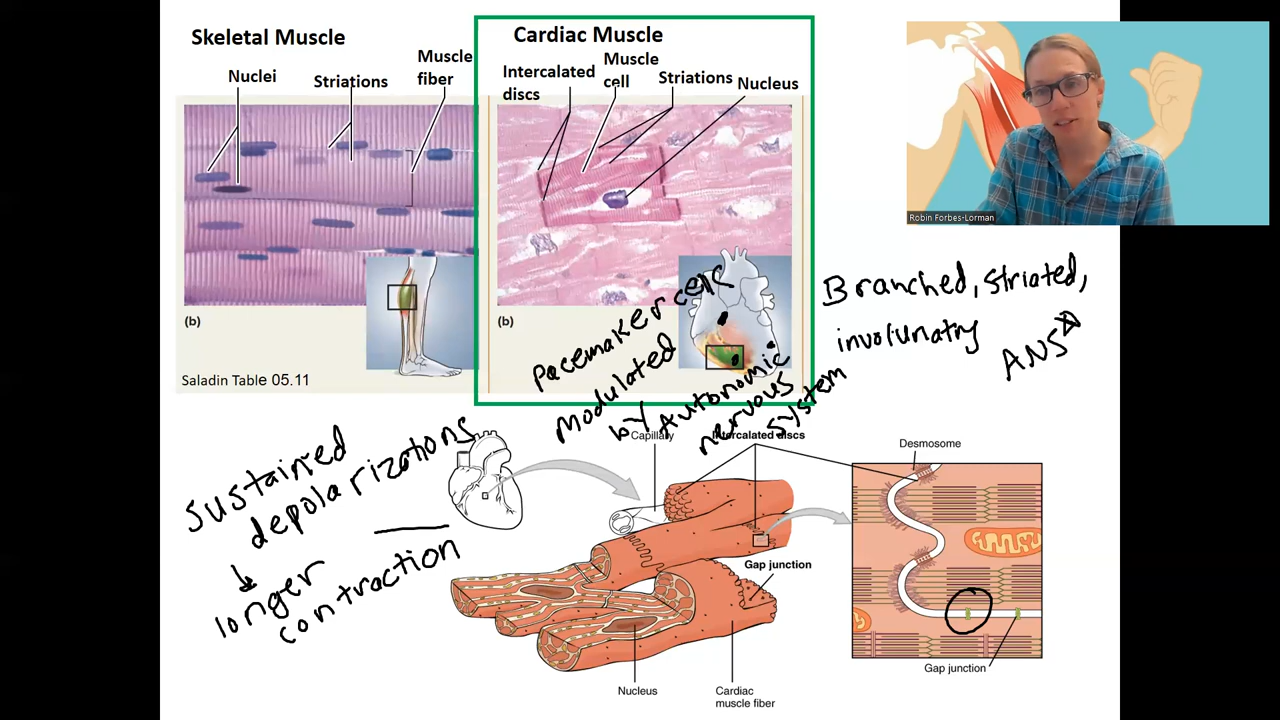 Skeletal Muscle
Nuclei
Striations
Muscle
fiber
(b)
Saladin Table 05.11
Cardiac Muscle
Intercalated
discs
Muscle
cell
Striations
Nucleus
(b)
Robin Forbes-Lorman
Branched, striated,
involunatry
ANS
Pacemaker cells
modulated
by Autonomic
nervous
system
Sustained
depolarizations
longer
contraction
Capillary
Intercalated discs
Gap junction
Nucleus
Cardiac
muscle fiber
Desmosome
Gap junction